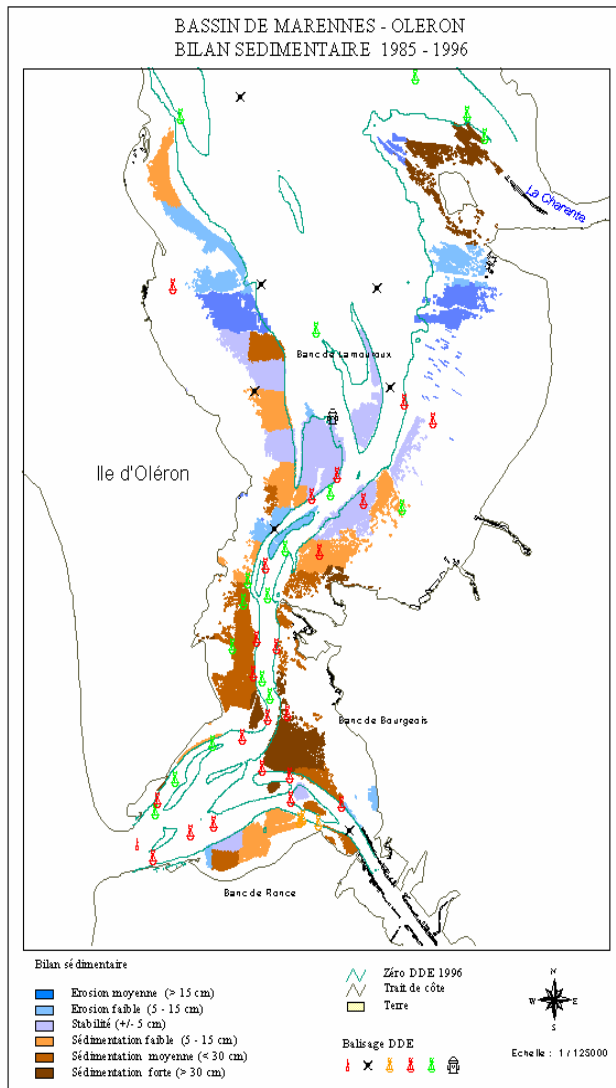 BASSIN DE MARENNES - OLERON
BILAN SEDIMENTAIRE 1985 - 1996
La Charente
Banc de Lamouroux
Ile d'Oléron
Banc de Bourgeois
Banc de Ronce
Bilan sédimentaire
Erosion moyenne (> 15 cm)
Erosion faible (5 - 15 cm)
Stabilité (+/- 5 cm)
Sédimentation faible (5 - 15 cm)
Sédimentation moyenne (< 30 cm)
Sédimentation forte (> 30 cm)
Zéro DDE 1996
Trait de côte
Terre
Balisage DDE
N
W E
S
Echelle : 1 / 125000